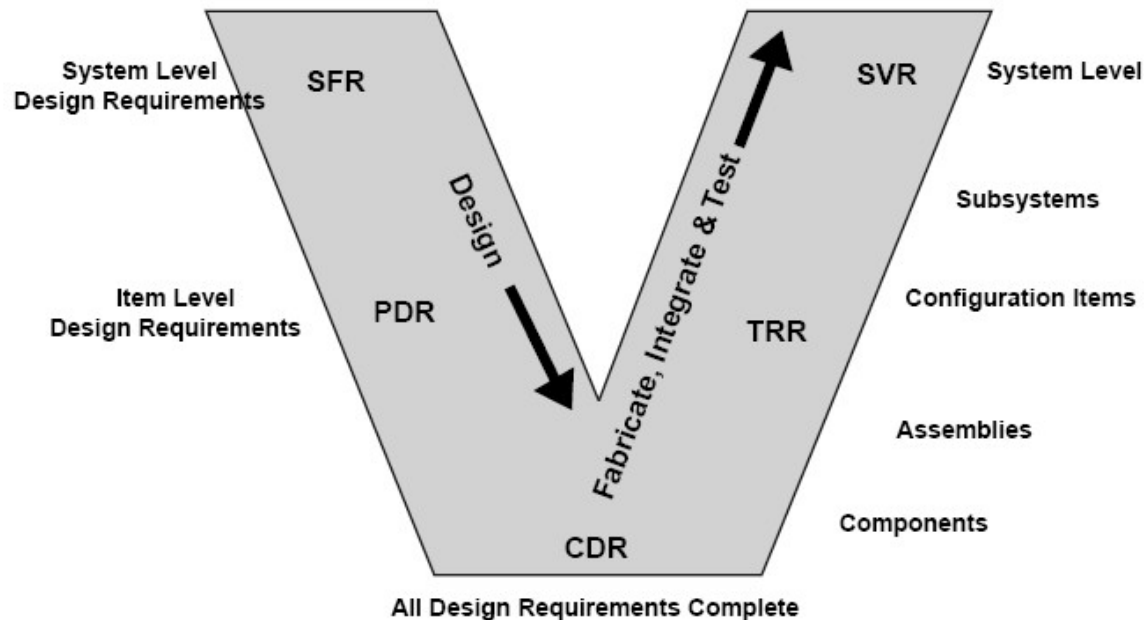 System Level
Design Requirements
SFR
SVR
System Level
Design
Fabricate, Integrate & Test
Subsystems
Item Level
Design Requirements
PDR
TRR
Configuration Items
Assemblies
Components
CDR
All Design Requirements Complete